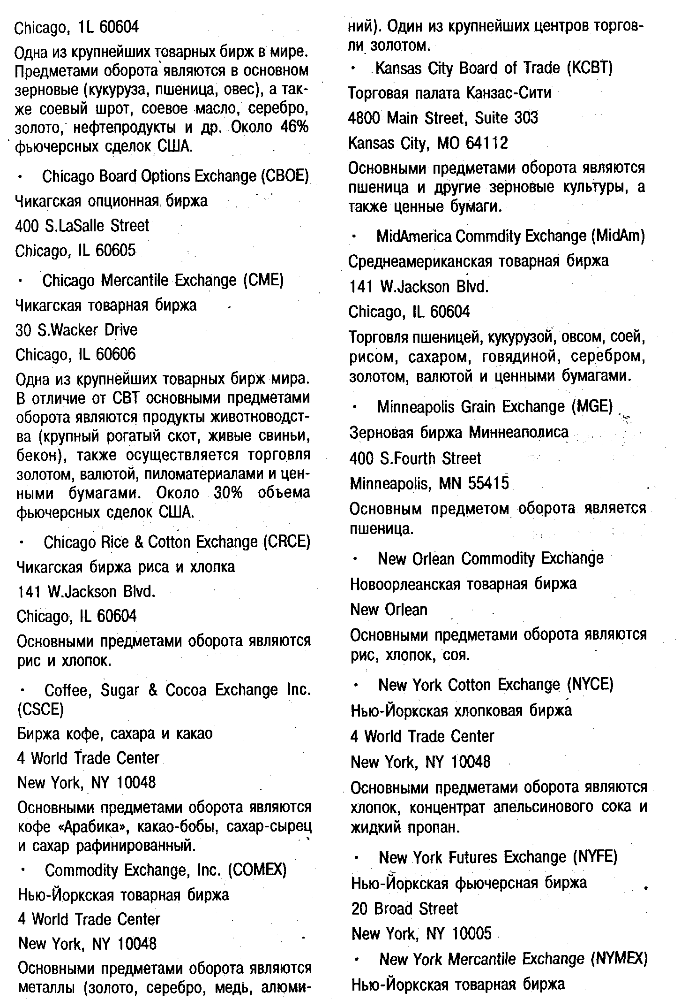 Chicago, 1L 60604
Одна из крупнейших товарных бирж в мире.
Предметами оборота являются в основном
зерновые (кукуруза, пшеница, овес), а так-
же соевый шрот, соевое масло, серебро,
золото, нефтепродукты и др. Около 46%
фьючерсных сделок США.
• Chicago Board Options Exchange (CBOE)
Чикагская опционная биржа
400 S.LaSalle Street
Chicago, IL 60605
• Chicago Mercantile Exchange (CME)
Чикагская товарная биржа
30 S.Wacker Drive
Chicago, IL 60606
Одна из крупнейших товарных бирж мира.
В отличие от СВТ основными предметами
оборота являются продукты животноводст-
ва (крупный рогатый скот, живые свиньи,
бекон), также осуществляется торговля
золотом, валютой, пиломатериалами и цен-
ными бумагами. Около 30% объема
фьючерсных сделок США.
• Chicago Rice & Cotton Exchange (CRCE)
Чикагская биржа риса и хлопка
141 W.Jackson Blvd.
Chicago, IL 60604
Основными предметами оборота являются
рис и хлопок.
• Coffee, Sugar & Cocoa Exchange Inc.
(CSCE)
Биржа кофе, сахара и какао
4 World Trade Center
New York, NY 10048
Основными предметами оборота являются
кофе «Арабика», какао-бобы, сахар-сырец
и сахар рафинированный.
• Commodity Exchange, Inc. (COMEX)
Нью-Йоркская товарная биржа
4 World Trade Center
New York, NY 10048
Основными предметами оборота являются
металлы (золото, серебро, медь, алюми-
ний). Один из крупнейших центров торгов-
ли золотом.
• Kansas City Board of Trade (KCBT)
Торговая палата Канзас-Сити
4800 Main Street, Suite 303
Kansas City, MO 64112
Основными предметами оборота являются
пшеница и другие зерновые культуры, а
также ценные бумаги.
• MidAmerica Commdity Exchange (MidAm)
Среднеамериканская товарная биржа
141 W.Jackson Blvd.
Chicago, IL 60604
Торговля пшеницей, кукурузой, овсом, соей,
рисом, сахаром, говядиной, серебром,
золотом, валютой и ценными бумагами.
• Minneapolis Grain Exchange (MGE)
Зерновая биржа Миннеаполиса
400 S.Fourth Street
Minneapolis, MN 55415
Основным предметом оборота является
пшеница.
• New Orlean Commodity Exchange
Новоорлеанская товарная биржа
New Orlean
Основными предметами оборота являются
рис, хлопок, соя.
• New York Cotton Exchange (NYCE)
Нью-Йоркская хлопковая биржа
4 World Trade Center
New York, NY 10048
Основными предметами оборота являются
хлопок, концентрат апельсинового сока и
жидкий пропан.
• New York Futures Exchange (NYFE)
Нью-Йоркская фьючерсная биржа
20 Broad Street
New York, NY 10005
• New York Mercantile Exchange (NYMEX)
Нью-Йоркская товарная биржа